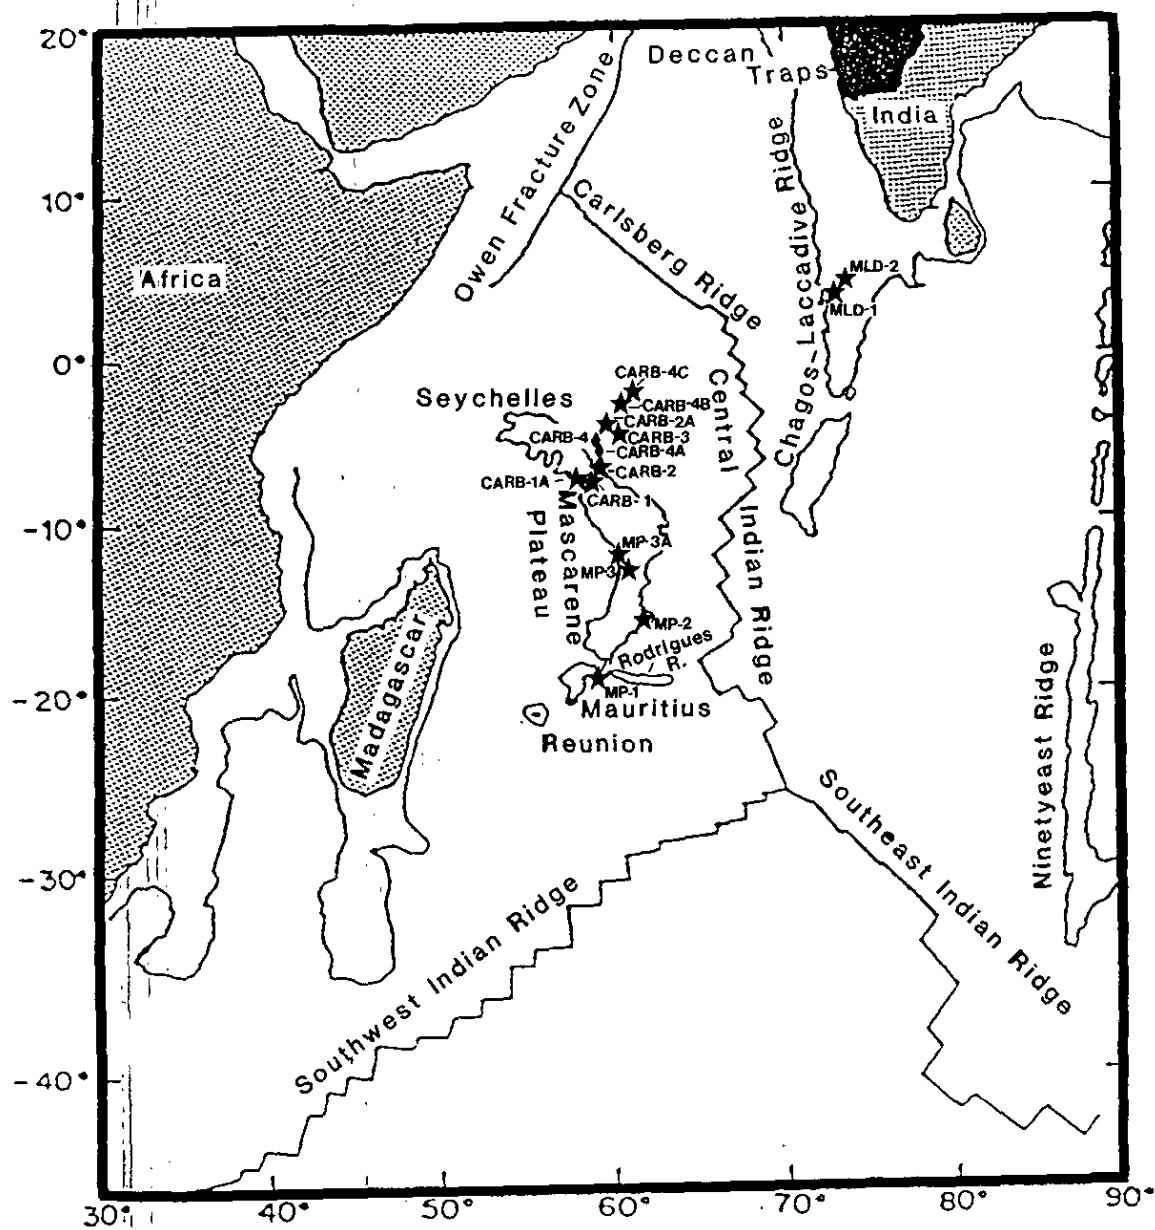 20°
Deccan
Traps
India
Owen Fracture Zone
10°
Carlsberg Ridge
Chagos-Laccadive Ridge
Africa
MLD-2
MLD-1
0°
CARB-4C
Seychelles
CARB-4B
CARB-2A
CARB-4
CARB-3
CARB-4A
CARB-2
CARB-1A
CARB-1
Central Indian Ridge
-10°
Mascarene
Plateau
MP-3A
MP-3
MP-2
Rodrigues
R.
Madagascar
MP-1
-20°
Mauritius
Reunion
Ninetyeast Ridge
Southeast Indian Ridge
-30°
Southwest Indian Ridge
-40°
30°
40°
50°
60°
70°
80°
90°